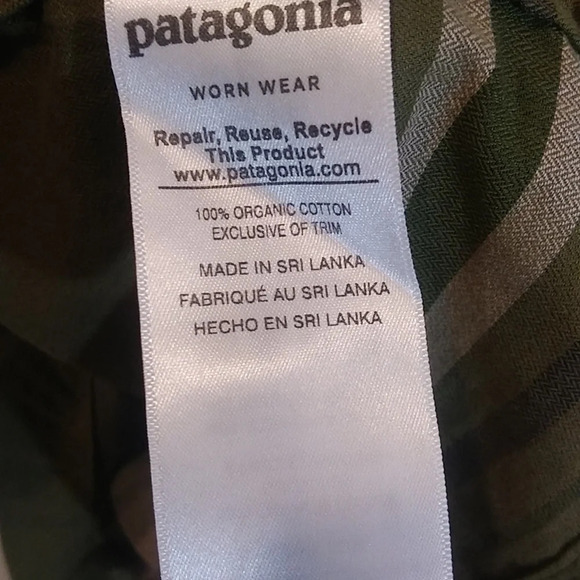 patagonia
WORN WEAR
Repair, Reuse, Recycle
This Product
www.patagonia.com
100% ORGANIC COTTON
EXCLUSIVE OF TRIM
MADE IN SRI LANKA
FABRIQUÉ AU SRI LANKA
HECHO EN SRI LANKA